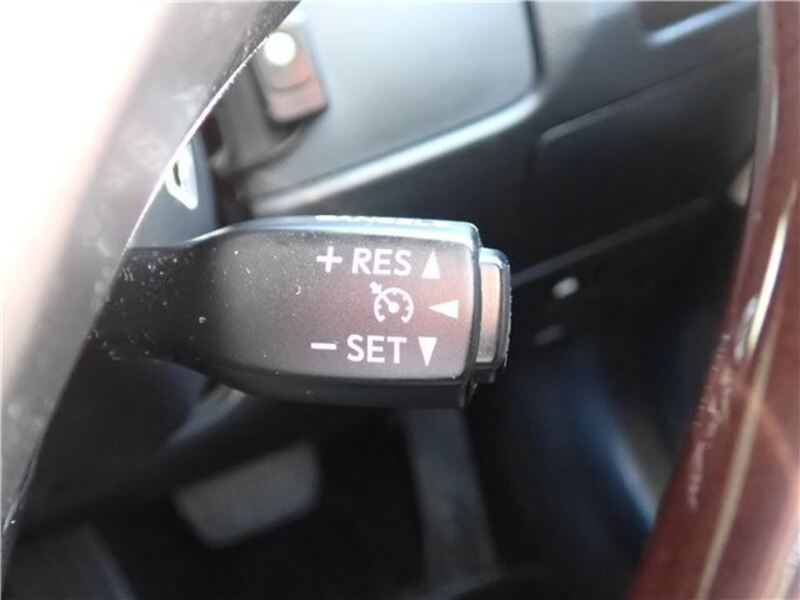 + RES
- SET